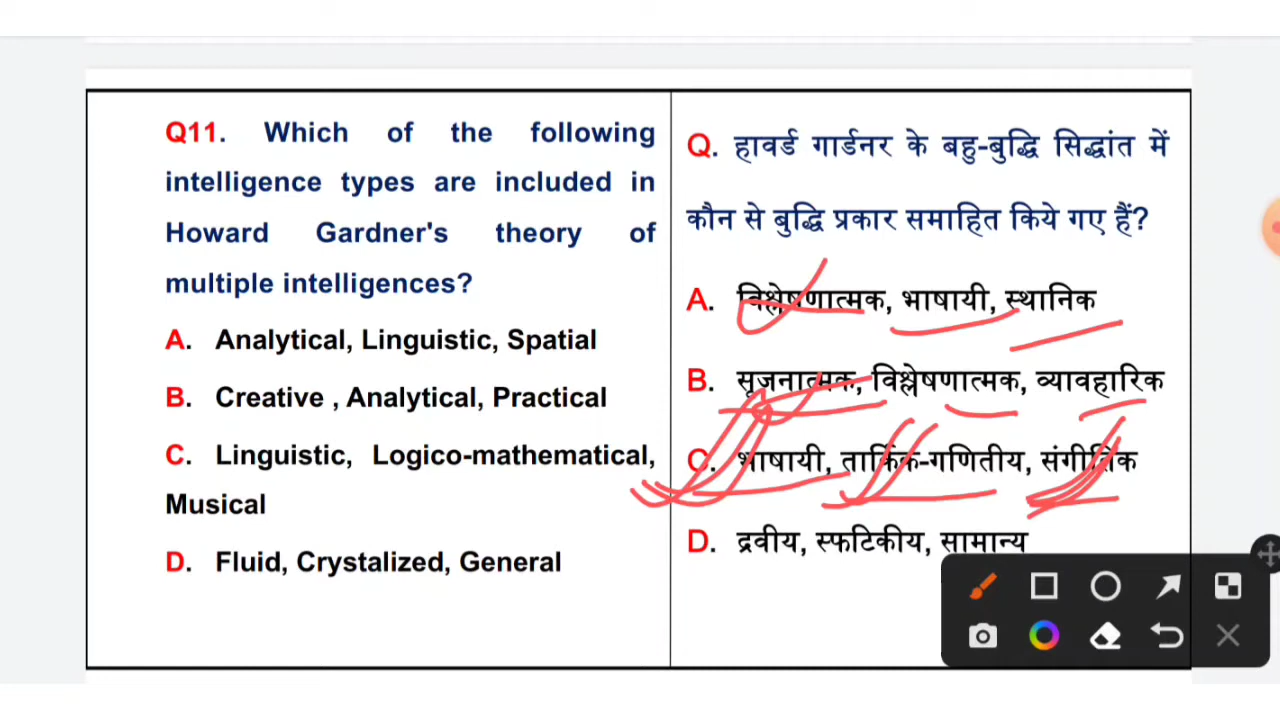 Q11. Which of the following
intelligence types are included in
Howard Gardner's theory of
multiple intelligences?
A. Analytical, Linguistic, Spatial
B. Creative , Analytical, Practical
C. Linguistic, Logico-mathematical,
Musical
D. Fluid, Crystalized, General
Q. हावर्ड गार्डनर के बहु-बुद्धि सिद्धांत में
कौन से बुद्धि प्रकार समाहित किये गए हैं?
A. विश्लेषणात्मक, भाषायी, स्थानिक
B. सृजनात्मक, विश्लेषणात्मक, व्यावहारिक
C. भाषायी, तार्किक-गणितीय, संगीतिक
D. द्रवीय, स्फटिकीय, सामान्य